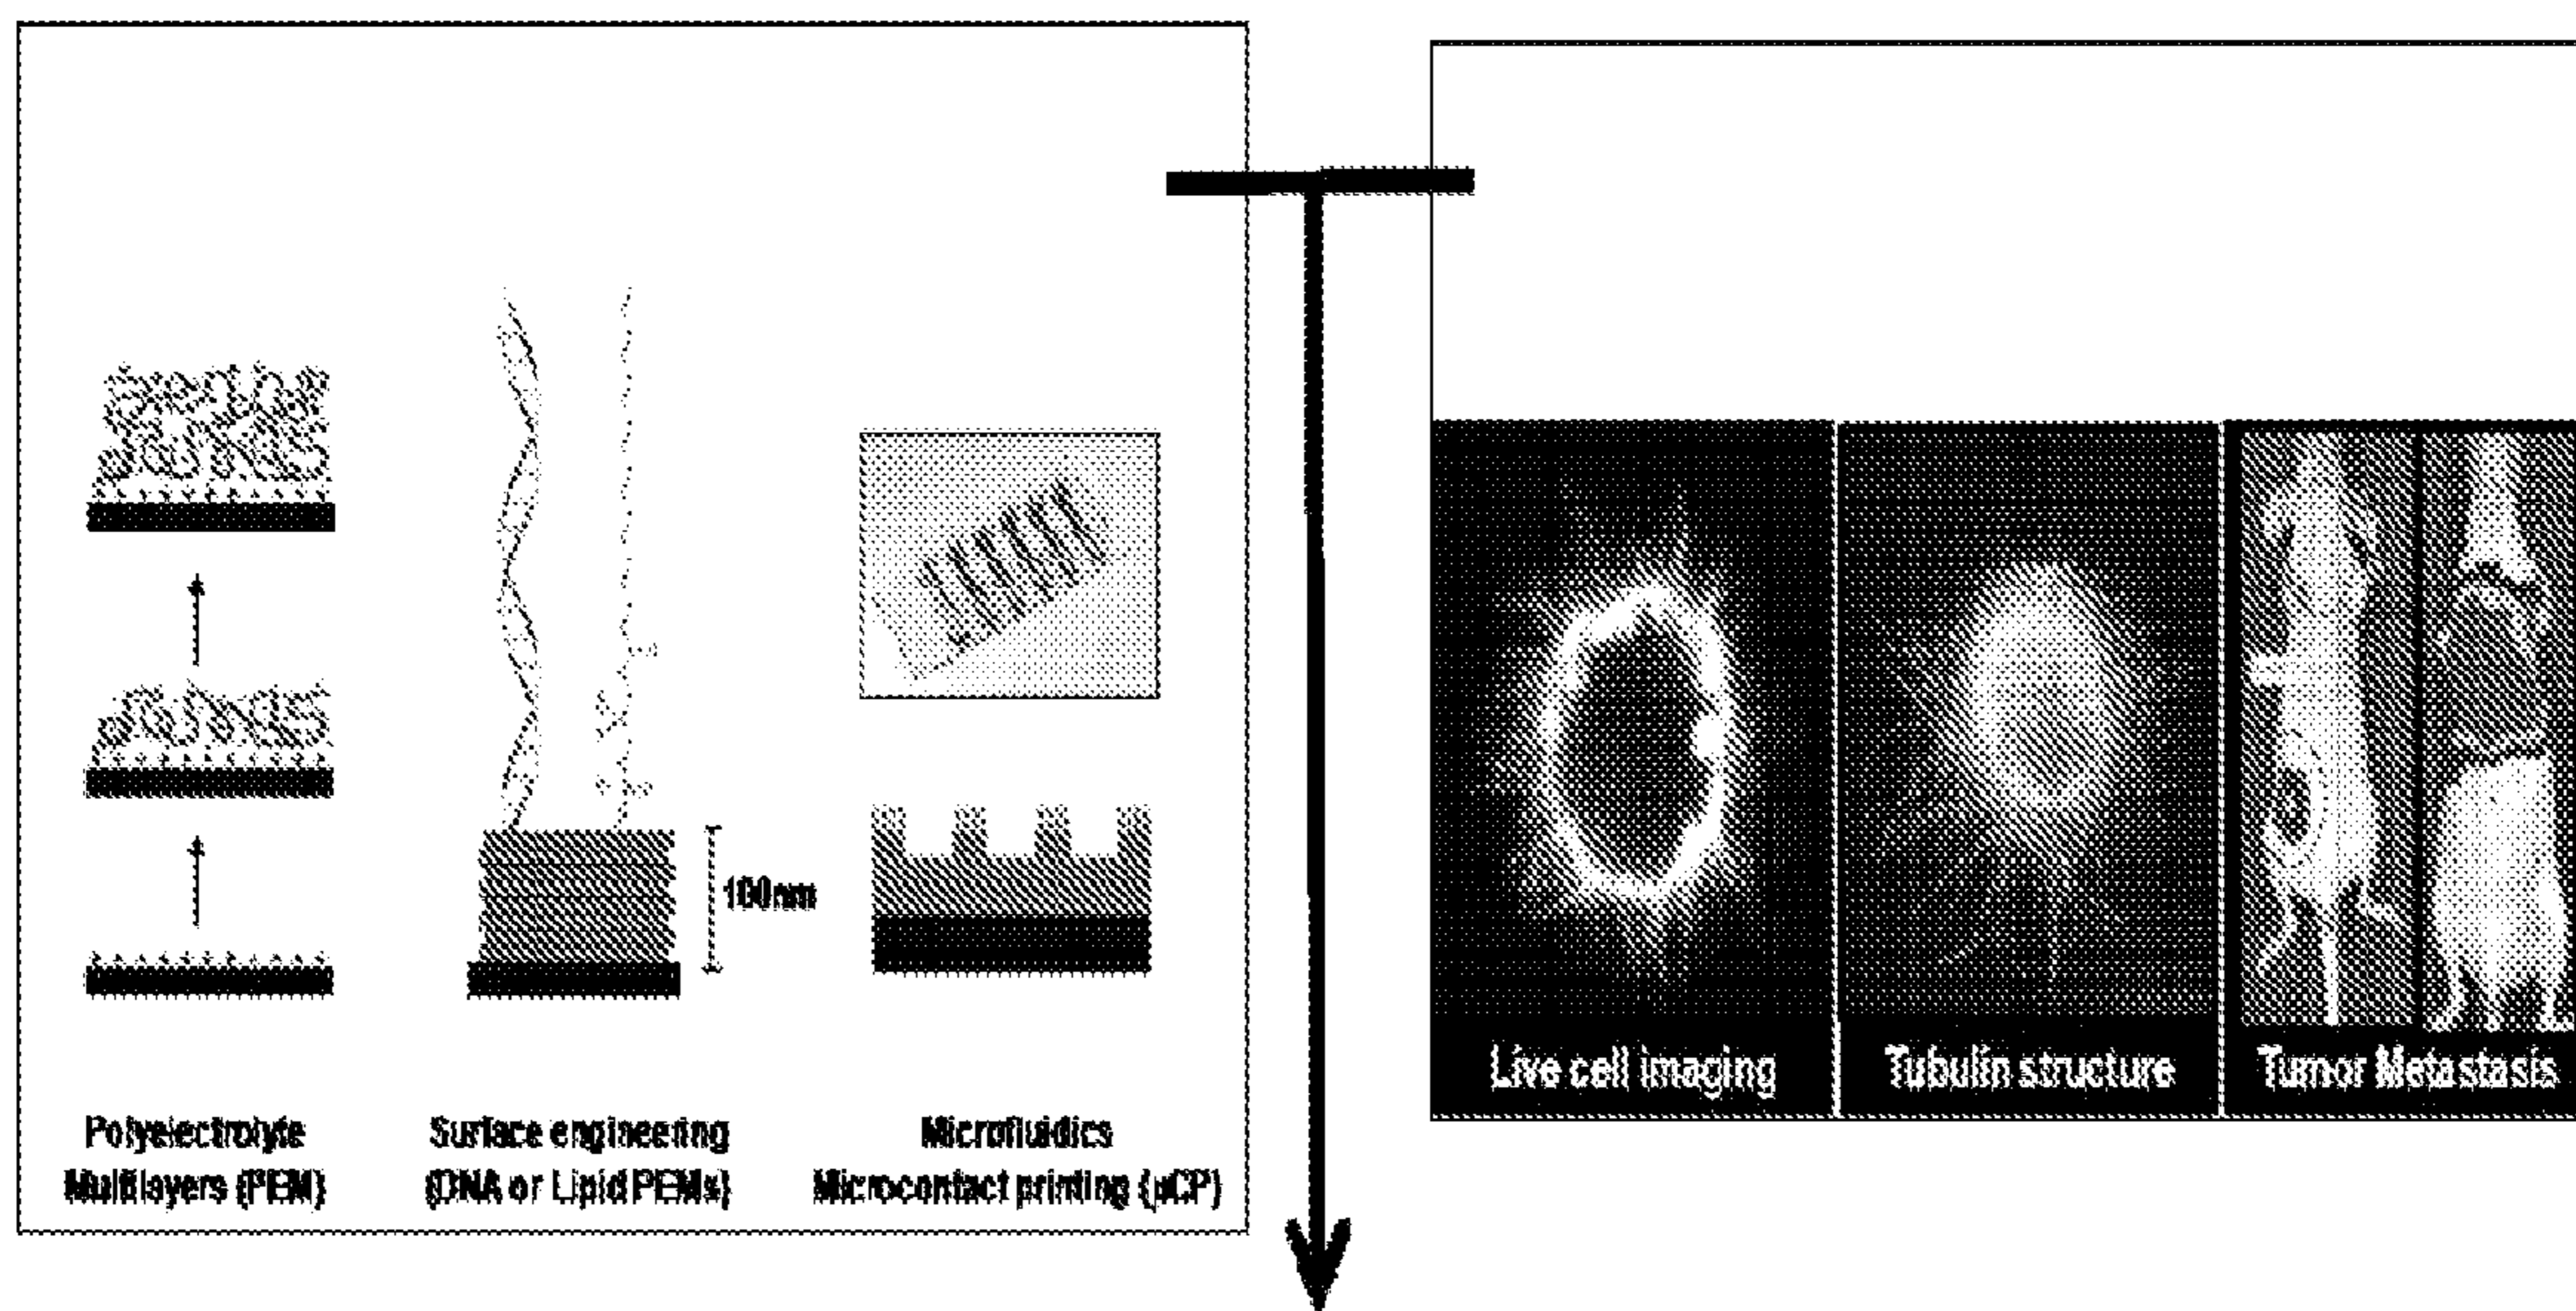 100nm
Polyelectrolyte
Multilayers (PEM)
Surface engineering
(DNA or Lipid PEMs)
Microfluidics
Microcontact printing (µCP)
Live cell imaging
Tubulin structure
Tumor Metastasis